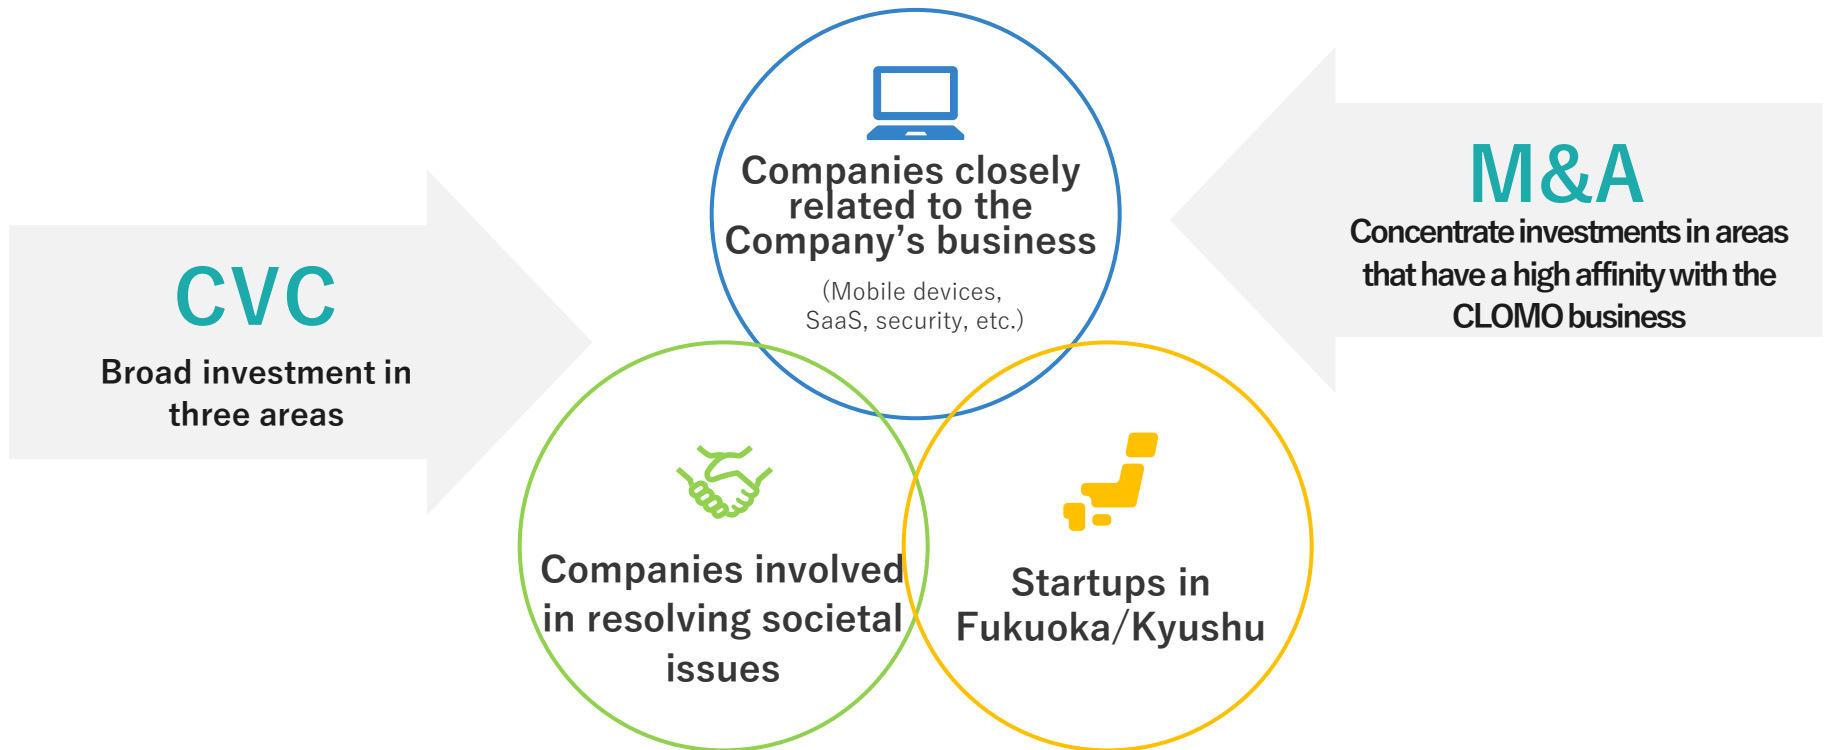 CVC
Broad investment in
three areas
Companies closely
related to the
Company's business
(Mobile devices,
SaaS, security, etc.)
M&A
Concentrate investments in areas
that have a high affinity with the
CLOMO business
Companies involved
in resolving societal
issues
Startups in
Fukuoka/Kyushu